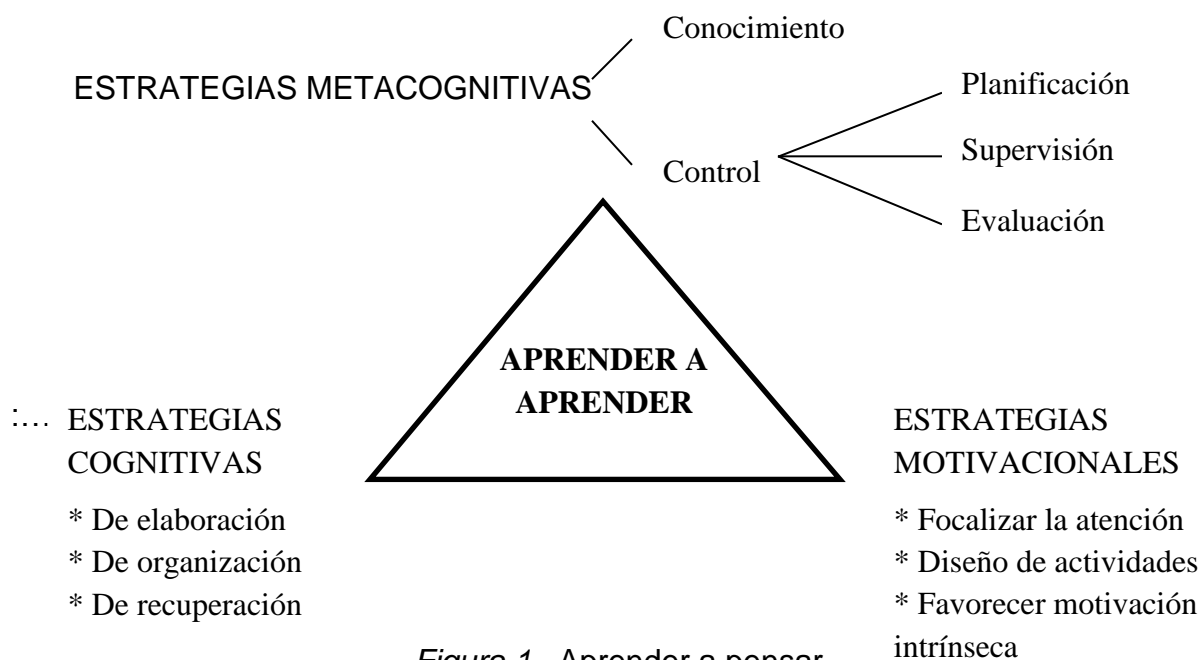 Conocimiento
ESTRATEGIAS METACOGNITIVAS
Planificación
Supervisión
Control
Evaluación
APRENDER A
APRENDER
:... ESTRATEGIAS
COGNITIVAS
* De elaboración
* De organización
* De recuperación
ESTRATEGIAS
MOTIVACIONALES
* Focalizar la atención
* Diseño de actividades
* Favorecer motivación
intrínseca
Figura 1. Aprender a pensar